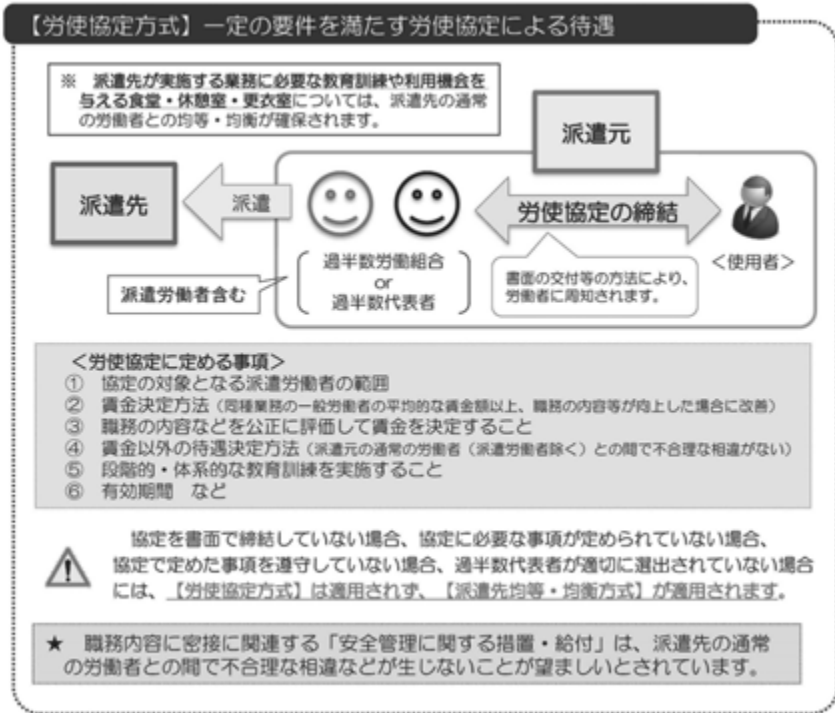 【労使協定方式】一定の要件を満たす労使協定による待遇
※ 派遣先が実施する業務に必要な教育訓練や利用機会を
与える食堂・休憩室・更衣室については、派遣先の通常
の労働者との均等・均衡が確保されます。
派遣元
派遣先
派遣
労使協定の締結
＜使用者＞
過半数労働組合
or
過半数代表者
派遣労働者含む
書面の交付等の方法により、
労働者に周知されます。
＜労使協定に定める事項＞
① 協定の対象となる派遣労働者の範囲
② 賃金決定方法（同種業務の一般労働者の平均的な賃金額以上、職務の内容等が向上した場合に改善）
③ 職務の内容などを公正に評価して賃金を決定すること
④ 賃金以外の待遇決定方法（派遣元の通常の労働者（派遣労働者除く）との間で不合理な相違がない）
⑤ 段階的・体系的な教育訓練を実施すること
⑥ 有効期間 など
協定を書面で締結していない場合、協定に必要な事項が定められていない場合、
協定で定めた事項を遵守していない場合、過半数代表者が適切に選出されていない場合
には、【労使協定方式】は適用されず、【派遣先均等・均衡方式】が適用されます。
★ 職務内容に密接に関連する「安全管理に関する措置・給付」は、派遣先の通常
の労働者との間で不合理な相違などが生じないことが望ましいとされています。